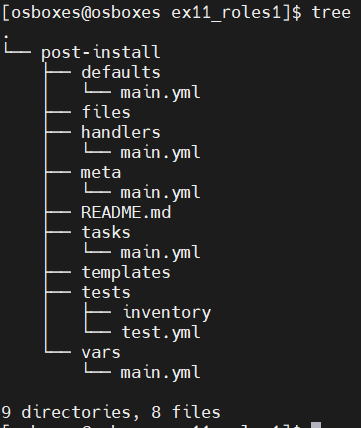 [osboxes@osboxes ex11_roles1]$ tree
.
└── post-install
    ├── defaults
    │   └── main.yml
    ├── files
    ├── handlers
    │   └── main.yml
    ├── meta
    │   └── main.yml
    ├── README.md
    ├── tasks
    │   └── main.yml
    ├── templates
    ├── tests
    │   ├── inventory
    │   └── test.yml
    └── vars
        └── main.yml
9 directories, 8 files